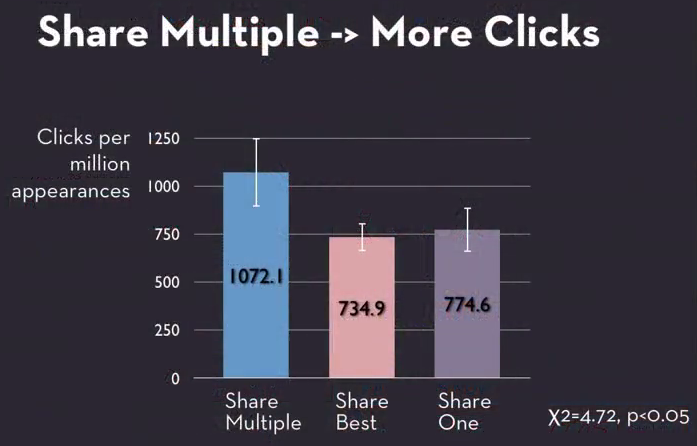 Share Multiple -> More Clicks
Clicks per
million
appearances
1250
1000
750
500
250
0
1072.1
734.9
774.6
Share
Multiple
Share
Best
Share
One
χ2=4.72, p<0.05